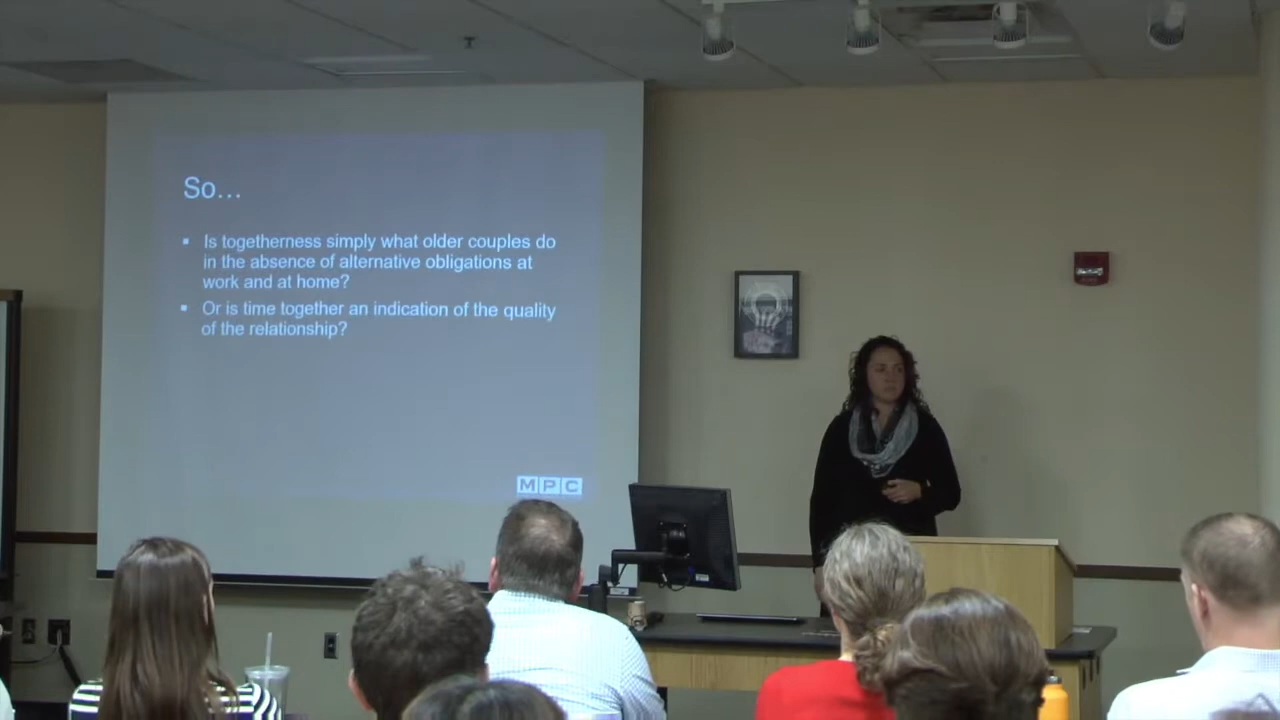 So...
▪ Is togetherness simply what older couples do
in the absence of alternative obligations at
work and at home?
▪ Or is time together an indication of the quality
of the relationship?
MPC